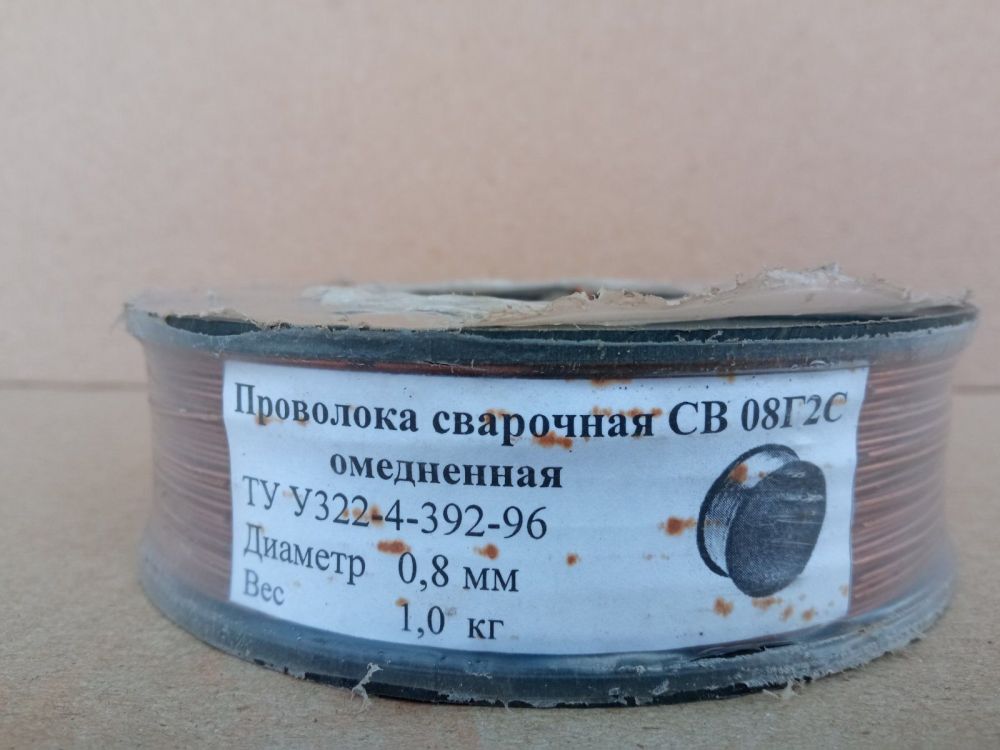 Проволока сварочная СВ 08Г2С
омедненная
ТУ У322-4-392-96
Диаметр 0,8 мм
Вес 1,0 кг